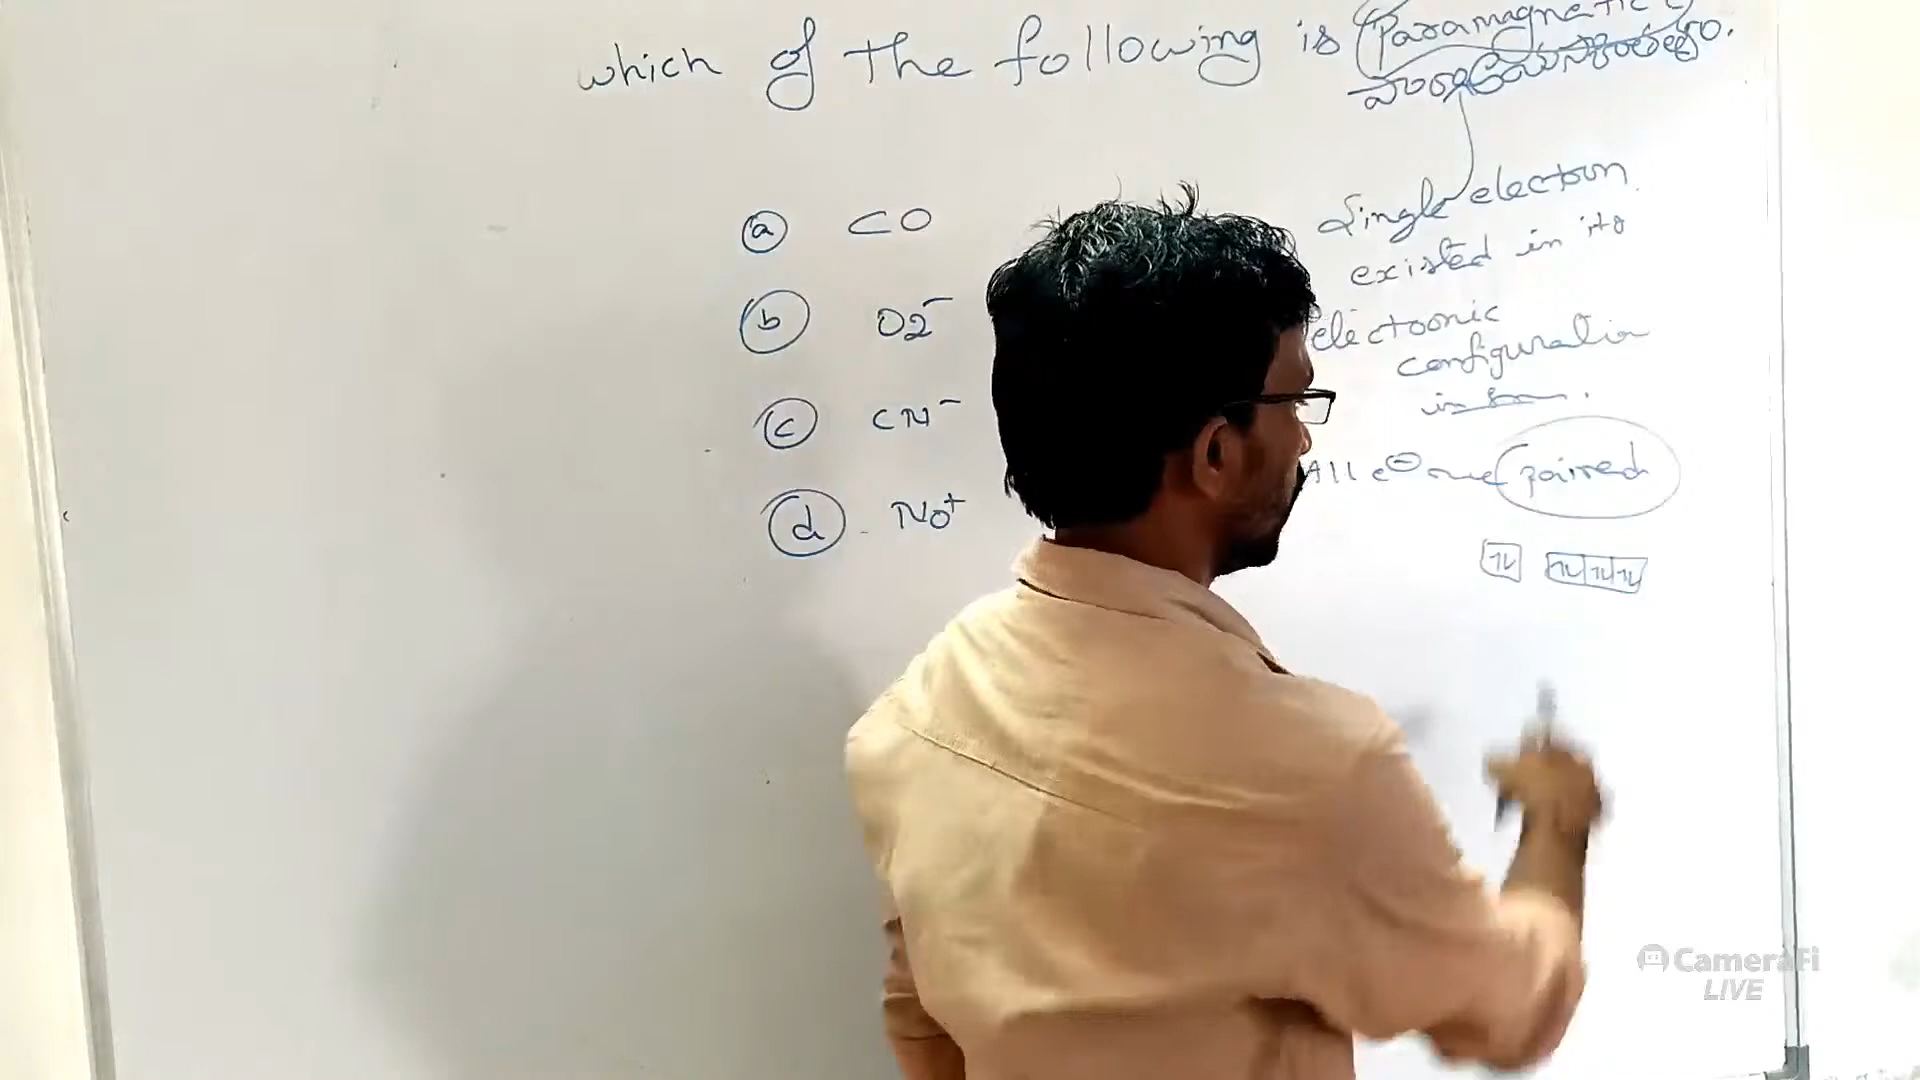 which of the following is Paramagnetic
ⓐ CO
ⓑ O2⁻
ⓒ CN⁻
ⓓ NO⁺
Single electron
existed in its
electronic
configuration
All e⊖ are paired
CameraFi
LIVE